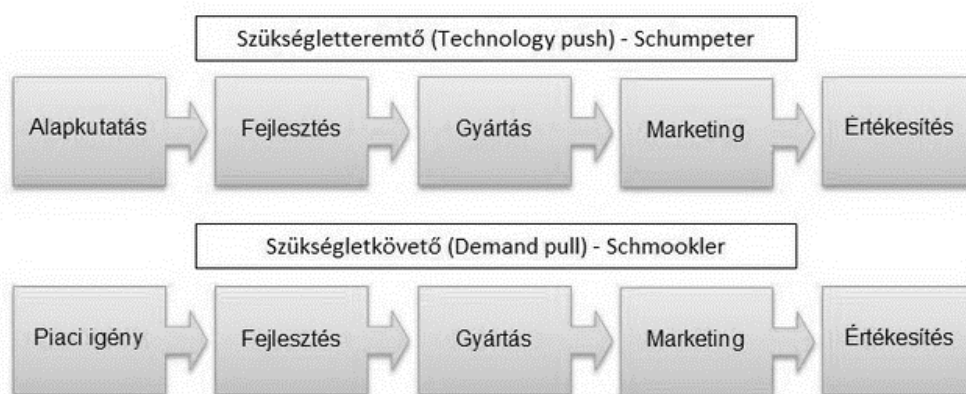 Szükségletteremtő (Technology push) - Schumpeter
Alapkutatás
Fejlesztés
Gyártás
Marketing
Értékesítés
Szükségletkövető (Demand pull) - Schmookler
Piaci igény
Fejlesztés
Gyártás
Marketing
Értékesítés